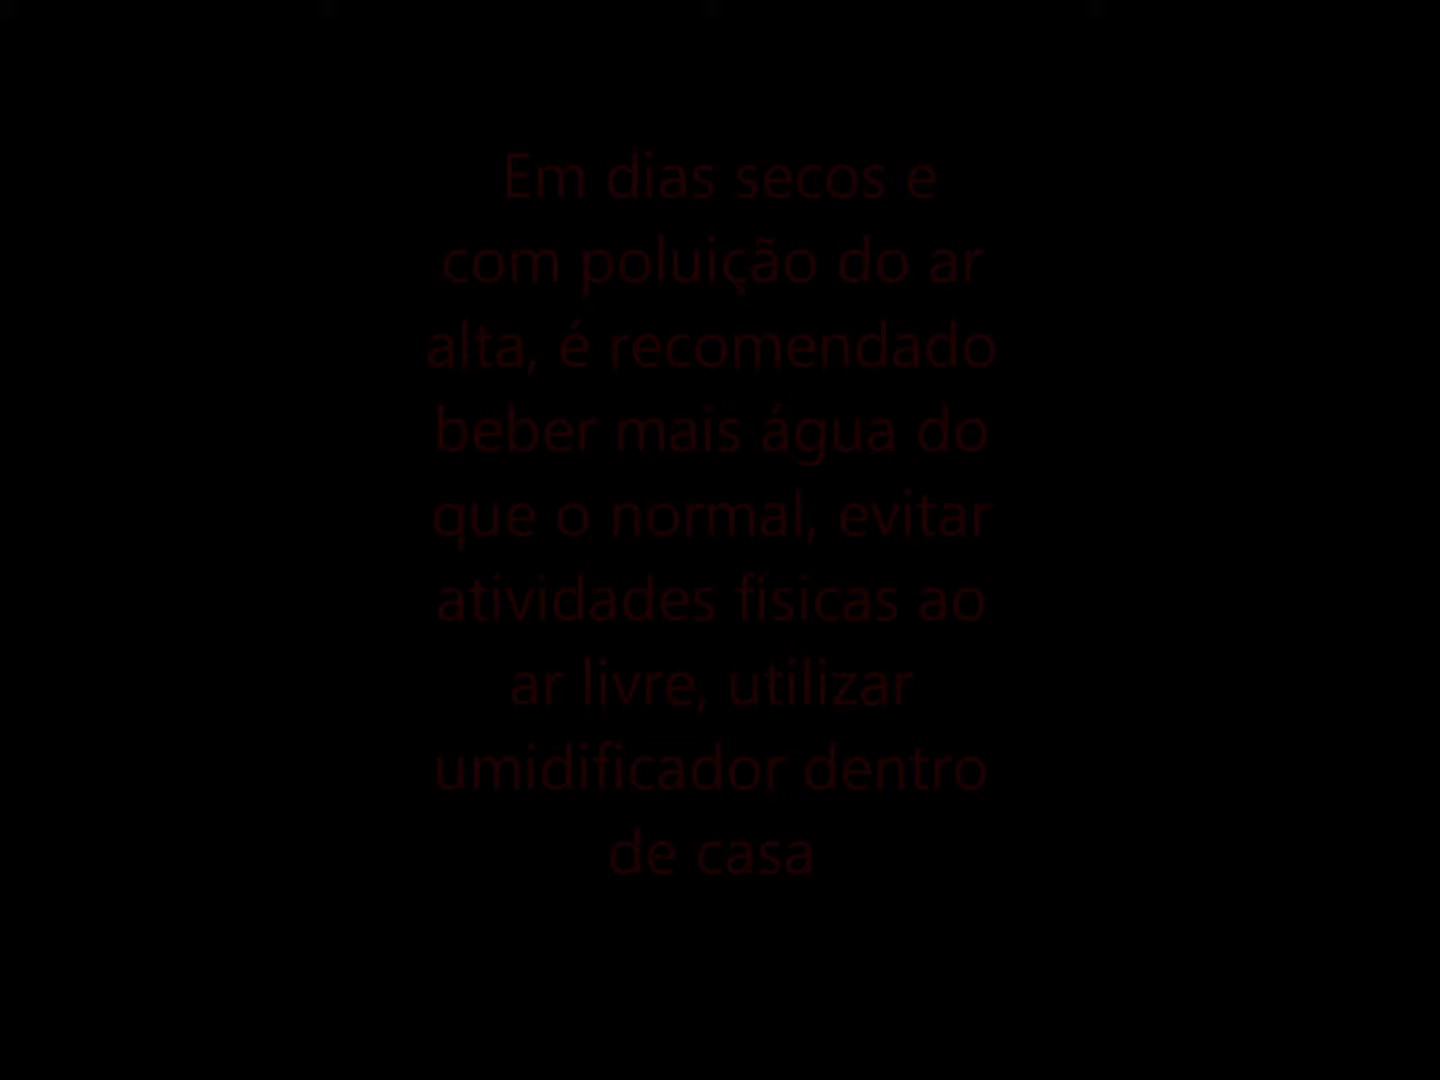 Em dias secos e
com poluição do ar
alta, é recomendado
beber mais água do
que o normal, evitar
atividades físicas ao
ar livre, utilizar
umidificador dentro
de casa